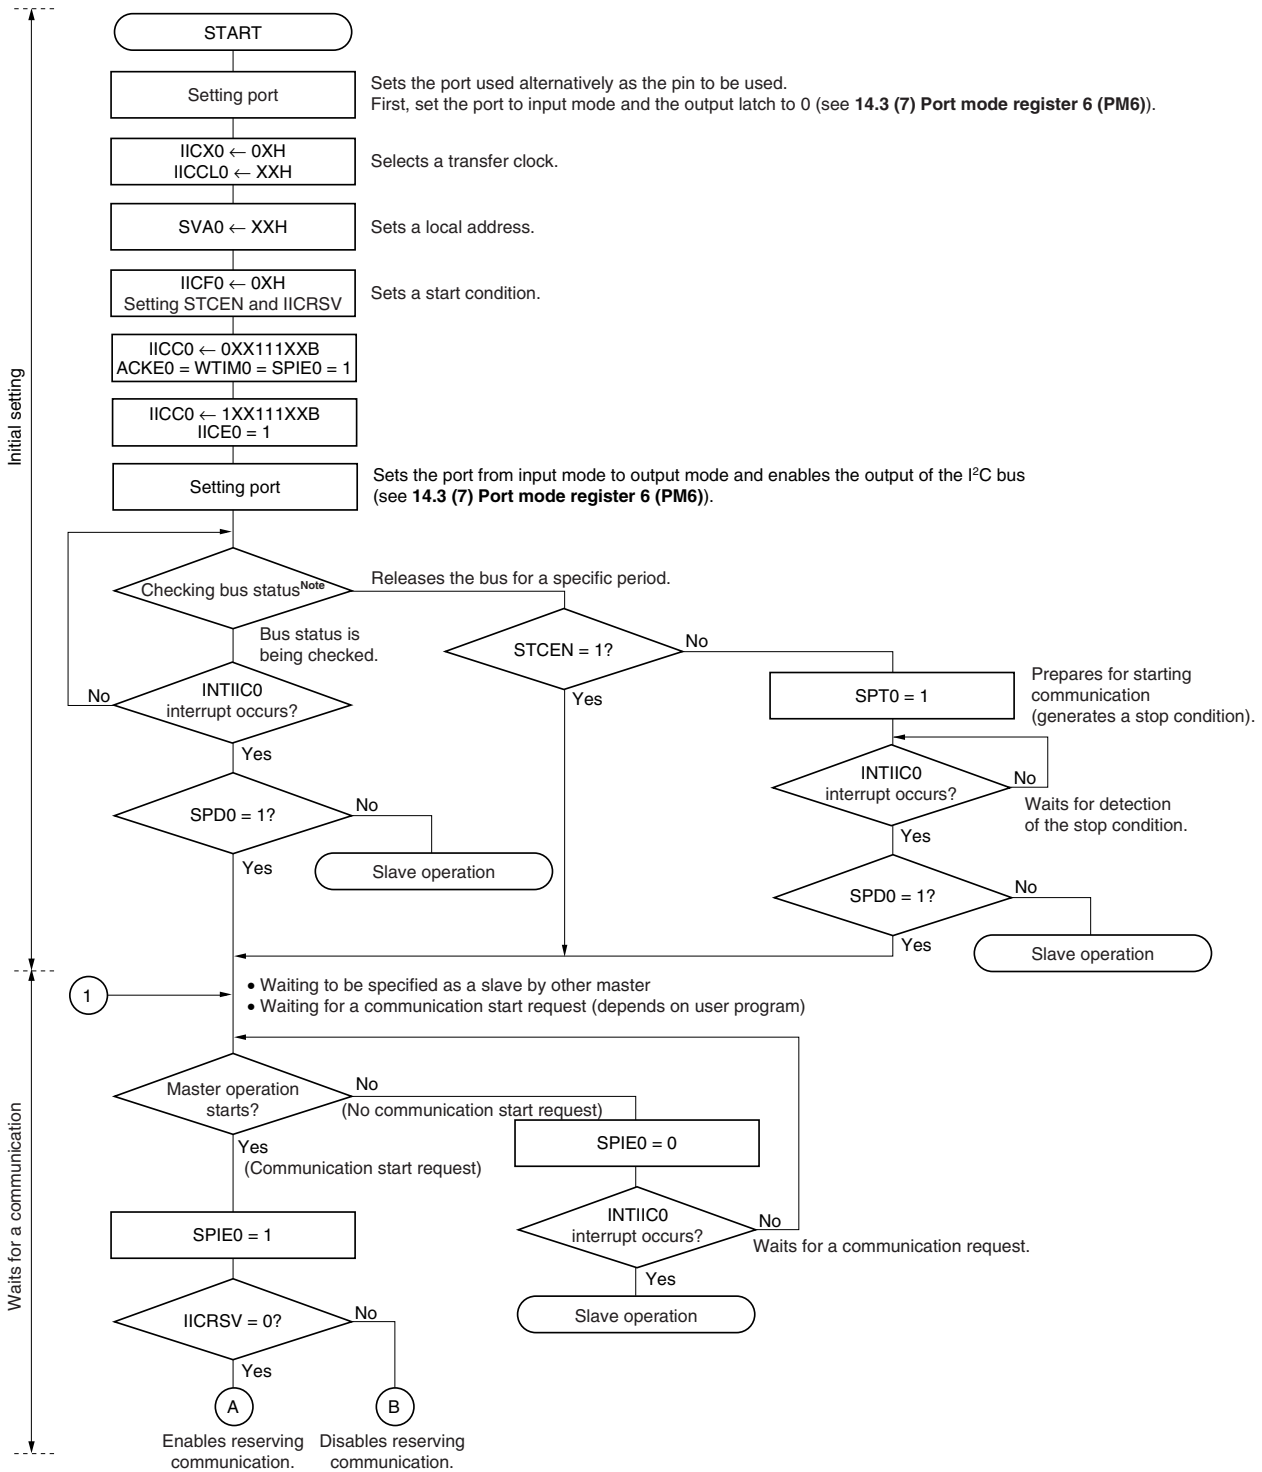 START
Setting port
Sets the port used alternatively as the pin to be used.
First, set the port to input mode and the output latch to 0 (see 14.3 (7) Port mode register 6 (PM6)).
IICX0 ← 0XH
IICCL0 ← XXH
Selects a transfer clock.
SVA0 ← XXH
Sets a local address.
IICF0 ← 0XH
Setting STCEN and IICRSV
Sets a start condition.
IICC0 ← 0XX111XXB
ACKE0 = WTIM0 = SPIE0 = 1
IICC0 ← 1XX111XXB
IICE0 = 1
Initial setting
Setting port
Sets the port from input mode to output mode and enables the output of the I²C bus
(see 14.3 (7) Port mode register 6 (PM6)).
Checking bus status Note
Releases the bus for a specific period.
Bus status is
being checked.
STCEN = 1?
No
Yes
SPT0 = 1
Prepares for starting
communication
(generates a stop condition).
INTIIC0
interrupt occurs?
No
Yes
INTIIC0
interrupt occurs?
No
Waits for detection
of the stop condition.
Yes
SPD0 = 1?
No
Yes
Slave operation
SPD0 = 1?
No
Yes
Slave operation
1
• Waiting to be specified as a slave by other master
• Waiting for a communication start request (depends on user program)
Waits for a communication
Master operation
starts?
No
(No communication start request)
Yes
(Communication start request)
SPIE0 = 0
SPIE0 = 1
INTIIC0
interrupt occurs?
No
Waits for a communication request.
Yes
Slave operation
IICRSV = 0?
No
Yes
A
B
Enables reserving
communication.
Disables reserving
communication.